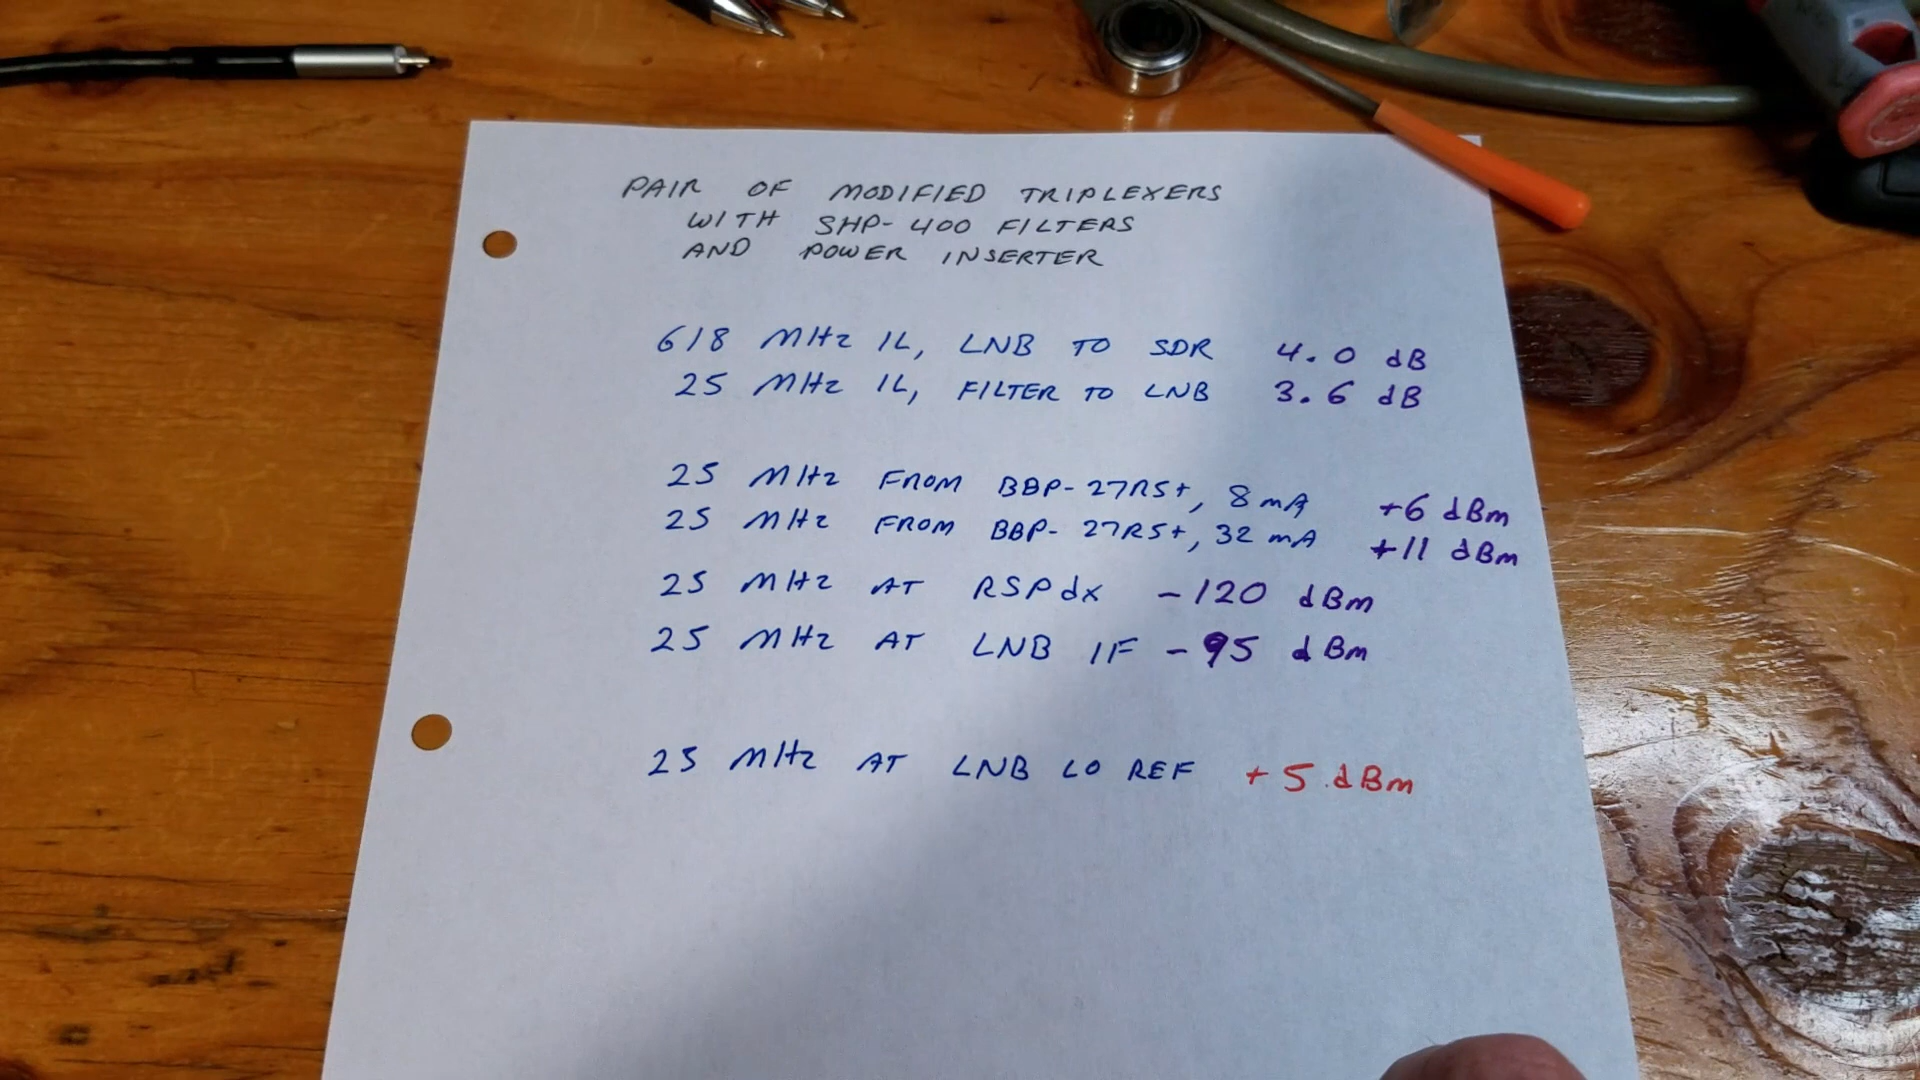 PAIR OF MODIFIED TRIPLEXERS
WITH SHP-400 FILTERS
AND POWER INSERTER
618 MHz IL, LNB TO SDR 4.0 dB
25 MHz IL, FILTER TO LNB 3.6 dB
25 MHz FROM BBP-27RS+, 8 mA +6 dBm
25 MHz FROM BBP-27RS+, 32 mA +11 dBm
25 MHz AT RSPdx -120 dBm
25 MHz AT LNB IF -95 dBm
25 MHz AT LNB LO REF +5 dBm